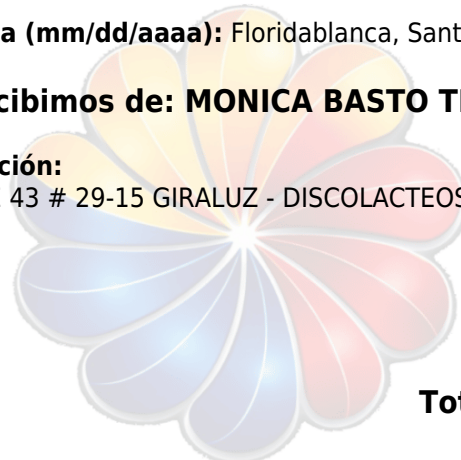 a (mm/dd/aaaa): Floridablanca, Sant
cibimos de: MONICA BASTO T
ción:
43 # 29-15 GIRALUZ - DISCOLACTEOS
Tot